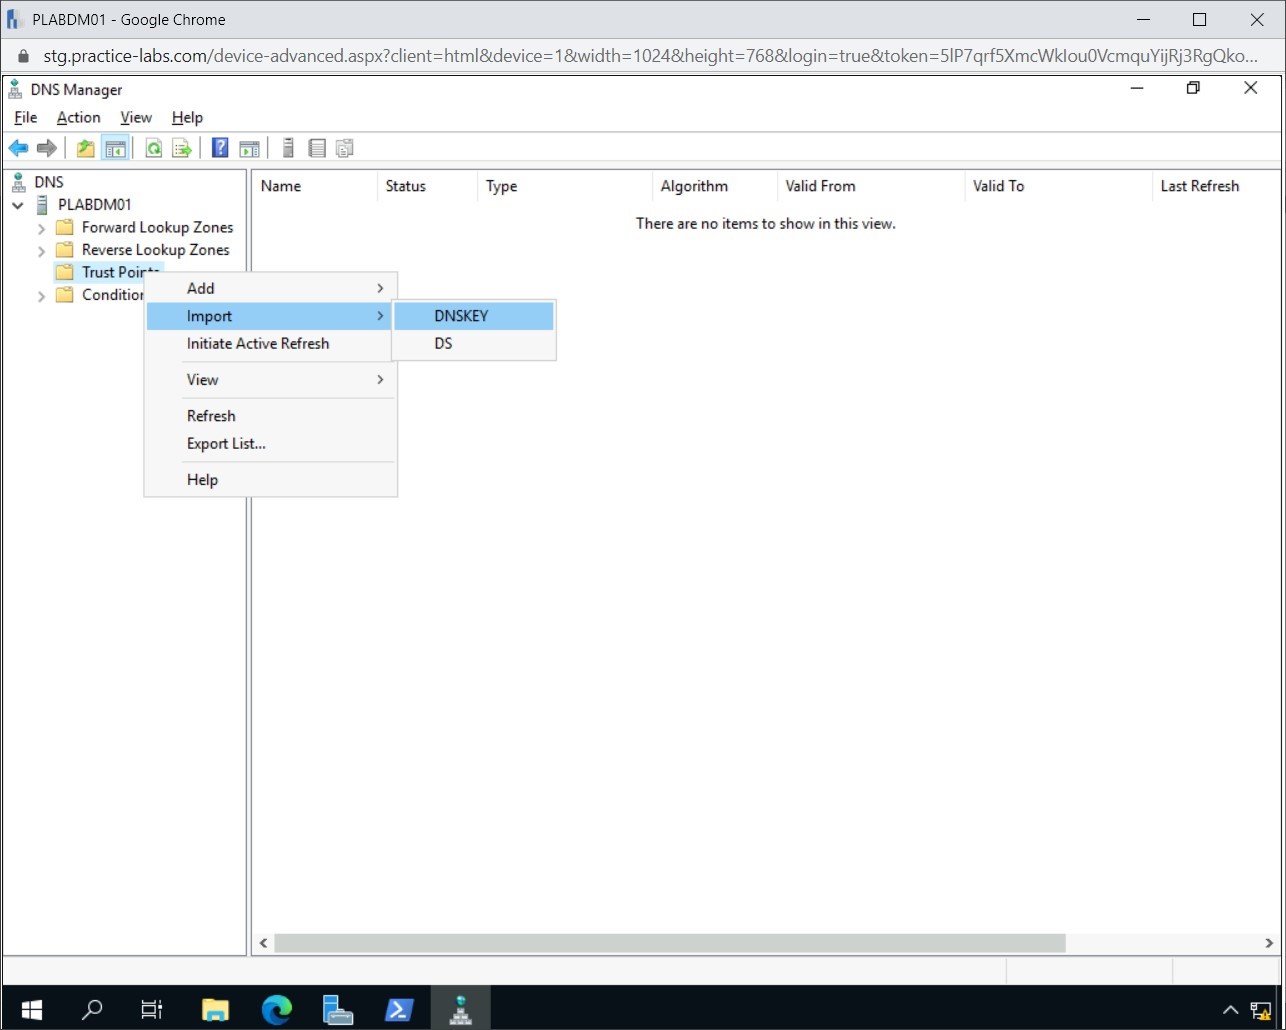 PLABDM01 - Google Chrome
stg.practice-labs.com/device-advanced.aspx?client=html&device=1&width=1024&height=768&login=true&token=5lP7qrf5XmcWkIou0VcmquYijRj3RgQko...
DNS Manager
File Action View Help
DNS
PLABDM01
Forward Lookup Zones
Reverse Lookup Zones
Trust Points
Condition
Name Status Type Algorithm Valid From Valid To Last Refresh
There are no items to show in this view.
Add
Import
Initiate Active Refresh
View
Refresh
Export List...
Help
DNSKEY
DS